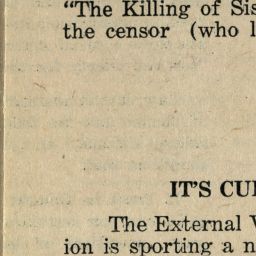 “The Killing of Sis
the censor (who l
IT'S CU
The External
ion is sporting a n